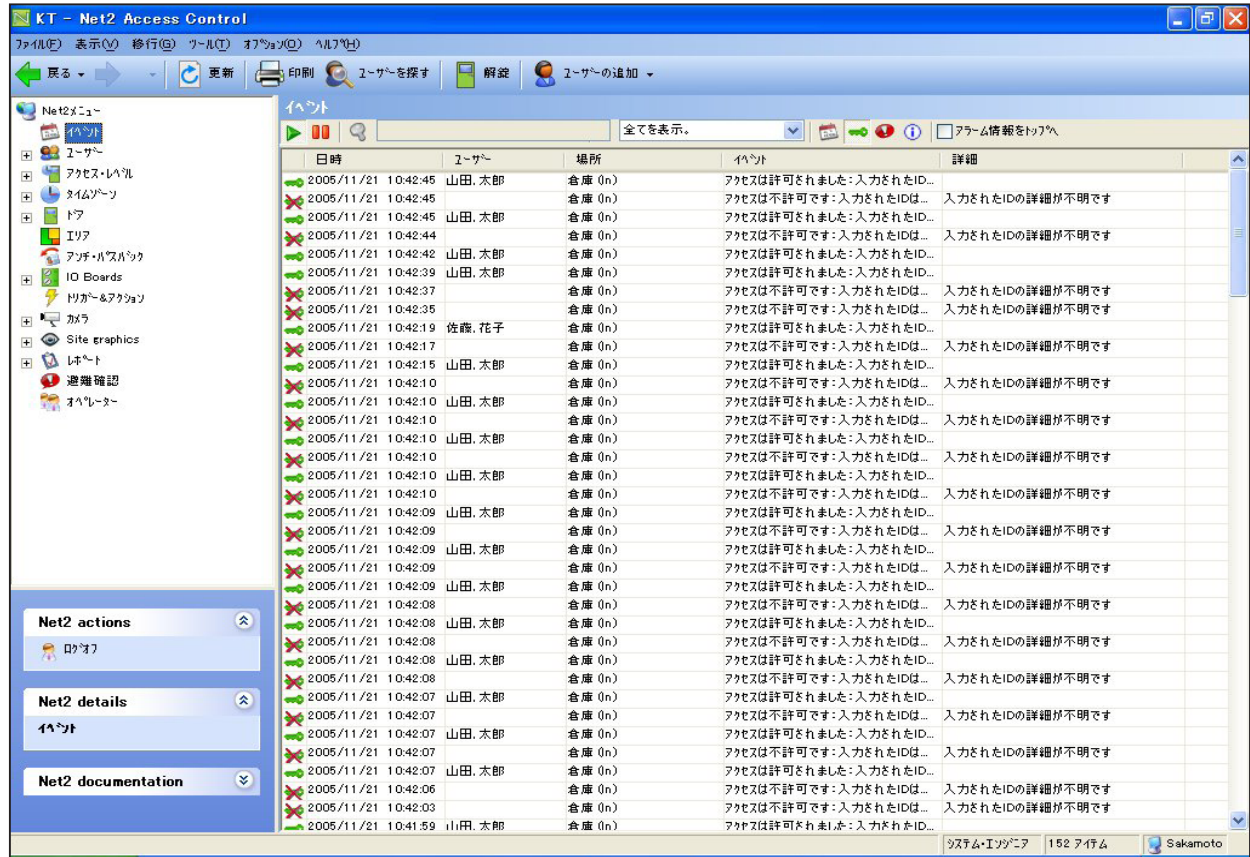 KT - Net2 Access Control
ﾌｧｲﾙ(F) 表示(V) 移行(G) ﾂｰﾙ(T) ｵﾌﾟｼｮﾝ(O) ﾍﾙﾌﾟ(H)
戻る 更新 印刷 ﾕｰｻﾞｰを探す 解錠 ﾕｰｻﾞｰの追加
Net2ﾒﾆｭｰ
ｲﾍﾞﾝﾄ
ﾕｰｻﾞｰ
ｱｸｾｽ・ﾚﾍﾞﾙ
ﾀｲﾑｿﾞｰﾝ
ﾄﾞｱ
ｴﾘｱ
ｱﾝﾁ・ﾊﾟｽﾊﾞｯｸ
IO Boards
ﾄﾘｶﾞｰ&ｱｸｼｮﾝ
ｶﾒﾗ
Site graphics
ﾚﾎﾟｰﾄ
避難確認
ｵﾍﾟﾚｰﾀｰ
Net2 actions
ﾛｸﾞｵﾌ
Net2 details
ｲﾍﾞﾝﾄ
Net2 documentation
ｲﾍﾞﾝﾄ
全てを表示。 ｱﾗｰﾑ情報をﾄｯﾌﾟへ
日時 ﾕｰｻﾞｰ 場所 ｲﾍﾞﾝﾄ 詳細
2005/11/21 10:42:45 山田, 太郎 倉庫 (In) ｱｸｾｽは許可されました：入力されたID...
2005/11/21 10:42:45 倉庫 (In) ｱｸｾｽは不許可です：入力されたIDは... 入力されたIDの詳細が不明です
2005/11/21 10:42:45 山田, 太郎 倉庫 (In) ｱｸｾｽは許可されました：入力されたID...
2005/11/21 10:42:44 倉庫 (In) ｱｸｾｽは不許可です：入力されたIDは... 入力されたIDの詳細が不明です
2005/11/21 10:42:42 山田, 太郎 倉庫 (In) ｱｸｾｽは許可されました：入力されたID...
2005/11/21 10:42:39 山田, 太郎 倉庫 (In) ｱｸｾｽは許可されました：入力されたID...
2005/11/21 10:42:37 倉庫 (In) ｱｸｾｽは不許可です：入力されたIDは... 入力されたIDの詳細が不明です
2005/11/21 10:42:35 倉庫 (In) ｱｸｾｽは不許可です：入力されたIDは... 入力されたIDの詳細が不明です
2005/11/21 10:42:19 佐藤, 花子 倉庫 (In) ｱｸｾｽは許可されました：入力されたID...
2005/11/21 10:42:17 倉庫 (In) ｱｸｾｽは不許可です：入力されたIDは... 入力されたIDの詳細が不明です
2005/11/21 10:42:15 山田, 太郎 倉庫 (In) ｱｸｾｽは許可されました：入力されたID...
2005/11/21 10:42:10 倉庫 (In) ｱｸｾｽは不許可です：入力されたIDは... 入力されたIDの詳細が不明です
2005/11/21 10:42:10 山田, 太郎 倉庫 (In) ｱｸｾｽは許可されました：入力されたID...
2005/11/21 10:42:10 倉庫 (In) ｱｸｾｽは不許可です：入力されたIDは... 入力されたIDの詳細が不明です
2005/11/21 10:42:10 山田, 太郎 倉庫 (In) ｱｸｾｽは許可されました：入力されたID...
2005/11/21 10:42:10 倉庫 (In) ｱｸｾｽは不許可です：入力されたIDは... 入力されたIDの詳細が不明です
2005/11/21 10:42:10 山田, 太郎 倉庫 (In) ｱｸｾｽは許可されました：入力されたID...
2005/11/21 10:42:10 倉庫 (In) ｱｸｾｽは不許可です：入力されたIDは... 入力されたIDの詳細が不明です
2005/11/21 10:42:09 山田, 太郎 倉庫 (In) ｱｸｾｽは許可されました：入力されたID...
2005/11/21 10:42:09 倉庫 (In) ｱｸｾｽは不許可です：入力されたIDは... 入力されたIDの詳細が不明です
2005/11/21 10:42:09 山田, 太郎 倉庫 (In) ｱｸｾｽは許可されました：入力されたID...
2005/11/21 10:42:09 倉庫 (In) ｱｸｾｽは不許可です：入力されたIDは... 入力されたIDの詳細が不明です
2005/11/21 10:42:09 山田, 太郎 倉庫 (In) ｱｸｾｽは許可されました：入力されたID...
2005/11/21 10:42:08 倉庫 (In) ｱｸｾｽは不許可です：入力されたIDは... 入力されたIDの詳細が不明です
2005/11/21 10:42:08 山田, 太郎 倉庫 (In) ｱｸｾｽは許可されました：入力されたID...
2005/11/21 10:42:08 倉庫 (In) ｱｸｾｽは不許可です：入力されたIDは... 入力されたIDの詳細が不明です
2005/11/21 10:42:08 山田, 太郎 倉庫 (In) ｱｸｾｽは許可されました：入力されたID...
2005/11/21 10:42:08 倉庫 (In) ｱｸｾｽは不許可です：入力されたIDは... 入力されたIDの詳細が不明です
2005/11/21 10:42:07 山田, 太郎 倉庫 (In) ｱｸｾｽは許可されました：入力されたID...
2005/11/21 10:42:07 倉庫 (In) ｱｸｾｽは不許可です：入力されたIDは... 入力されたIDの詳細が不明です
2005/11/21 10:42:07 山田, 太郎 倉庫 (In) ｱｸｾｽは許可されました：入力されたID...
2005/11/21 10:42:07 倉庫 (In) ｱｸｾｽは不許可です：入力されたIDは... 入力されたIDの詳細が不明です
2005/11/21 10:42:07 山田, 太郎 倉庫 (In) ｱｸｾｽは許可されました：入力されたID...
2005/11/21 10:42:06 倉庫 (In) ｱｸｾｽは不許可です：入力されたIDは... 入力されたIDの詳細が不明です
2005/11/21 10:42:03 倉庫 (In) ｱｸｾｽは不許可です：入力されたIDは... 入力されたIDの詳細が不明です
2005/11/21 10:41:59 山田, 太郎 倉庫 (In) ｱｸｾｽは許可されました：入力されたID...
ｼｽﾃﾑ・ｴﾝｼﾞﾆｱ 152 ｱｲﾃﾑ Sakamoto